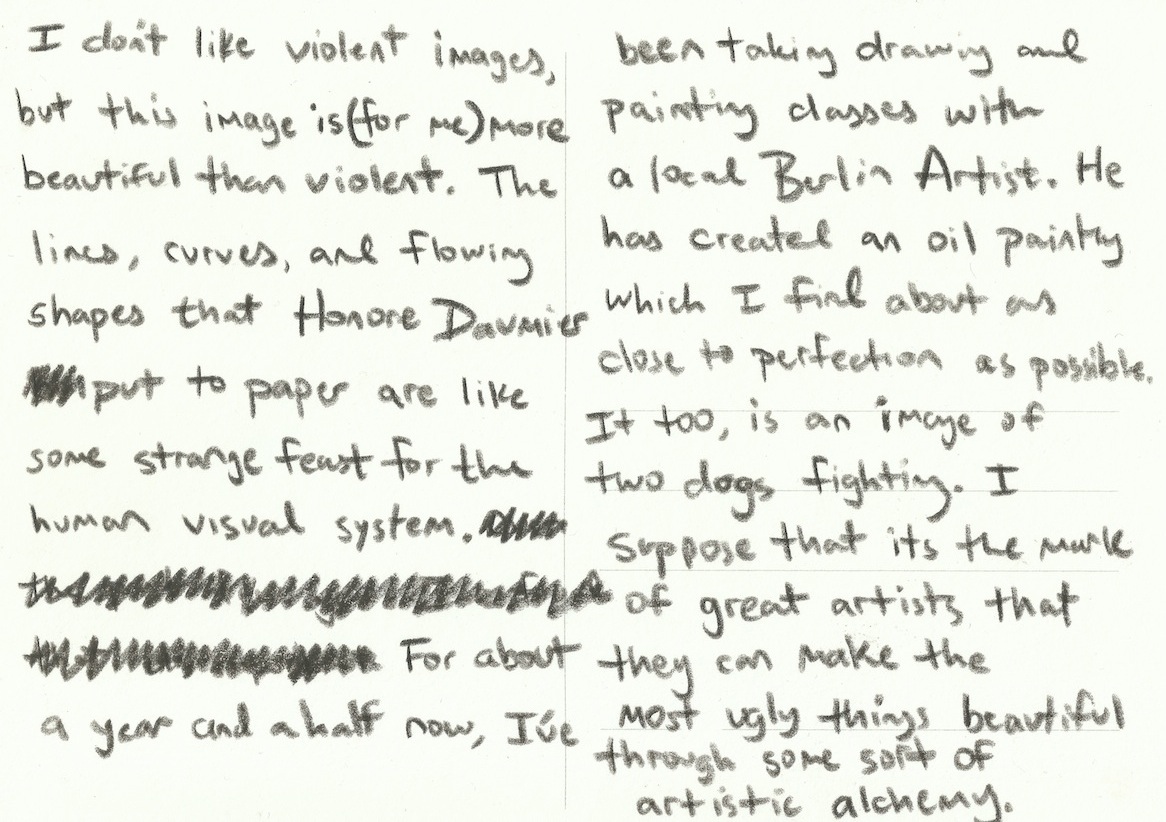 I don't like violent images,
but this image is (for me) more
beautiful than violent. The
lines, curves, and flowing
shapes that Honore Daumier
put to paper are like
some strange feast for the
human visual system.
For about
a year and a half now, I've
been taking drawing and
painting classes with
a local Berlin Artist. He
has created an oil painting
which I find about as
close to perfection as possible.
It too, is an image of
two dogs fighting. I
suppose that its the mark
of great artists that
they can make the
most ugly things beautiful
through some sort of
artistic alchemy.